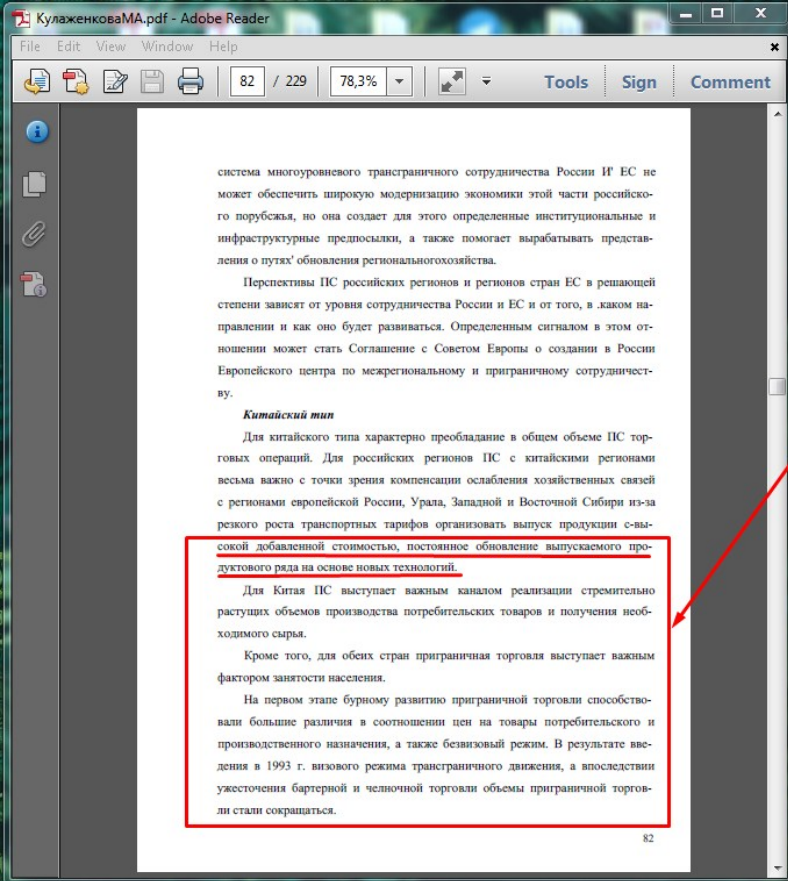 КулаженковаМА.pdf - Adobe Reader
File Edit View Window Help
82 / 229 78,3% Tools Sign Comment
система многоуровневого трансграничного сотрудничества России И' ЕС не
может обеспечить широкую модернизацию экономики этой части российско-
го порубсжья, но она создает для этого определенные институциональные и
инфраструктурные предпосылки, а также помогает вырабатывать представ-
ления о путях' обновления региональногохозяйства.
Перспективы ПС российских регионов и регионов стран ЕС в решающей
степени зависят от уровня сотрудничества России и ЕС и от того, в .каком на-
правлении и как оно будет развиваться. Определенным сигналом в этом от-
ношении может стать Соглашение с Советом Европы о создании в России
Европейского центра по межрегиональному и приграничному сотрудничест-
ву.
Китайский тип
Для китайского типа характерно преобладание в общем объеме ПС тор-
говых операций. Для российских регионов ПС с китайскими регионами
весьма важно с точки зрения компенсации ослабления хозяйственных связей
с регионами европейской России, Урала, Западной и Восточной Сибири из-за
резкого роста транспортных тарифов организовать выпуск продукции с-вы-
сокой добавленной стоимостью, постоянное обновление выпускаемого про-
дуктового ряда на основе новых технологий.
Для Китая ПС выступает важным каналом реализации стремительно
растущих объемов производства потребительских товаров и получения необ-
ходимого сырья.
Кроме того, для обеих стран приграничная торговля выступает важным
фактором занятости населения.
На первом этапе бурному развитию приграничной торговли способство-
вали большие различия в соотношении цен на товары потребительского и
производственного назначения, а также безвизовый режим. В результате вве-
дения в 1993 г. визового режима трансграничного движения, а впоследствии
ужесточения бартерной и челночной торговли объемы приграничной торгов-
ли стали сокращаться.
82